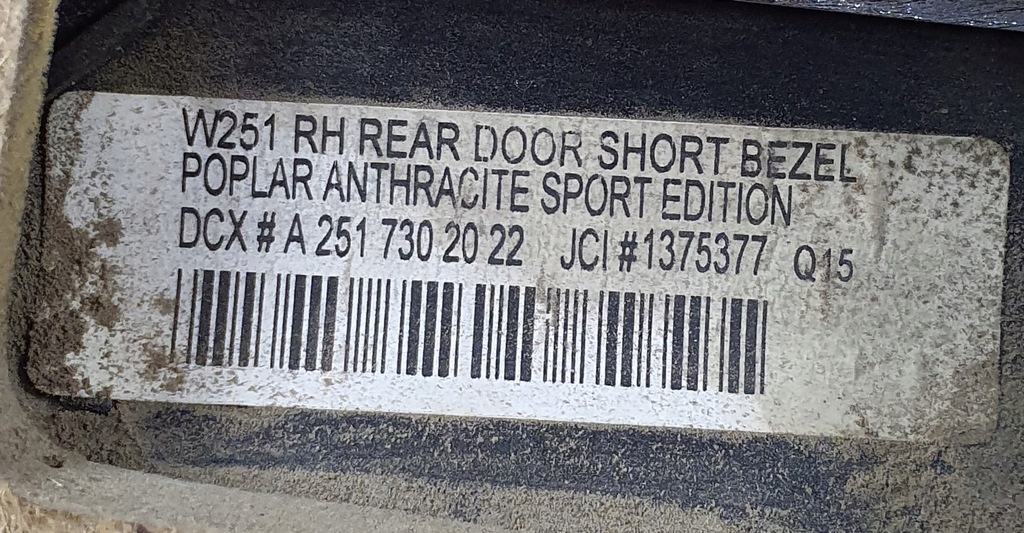 W251 RH REAR DOOR SHORT BEZEL
POPLAR ANTHRACITE SPORT EDITION
DCX # A 251 730 20 22 JCI #1375377 Q15